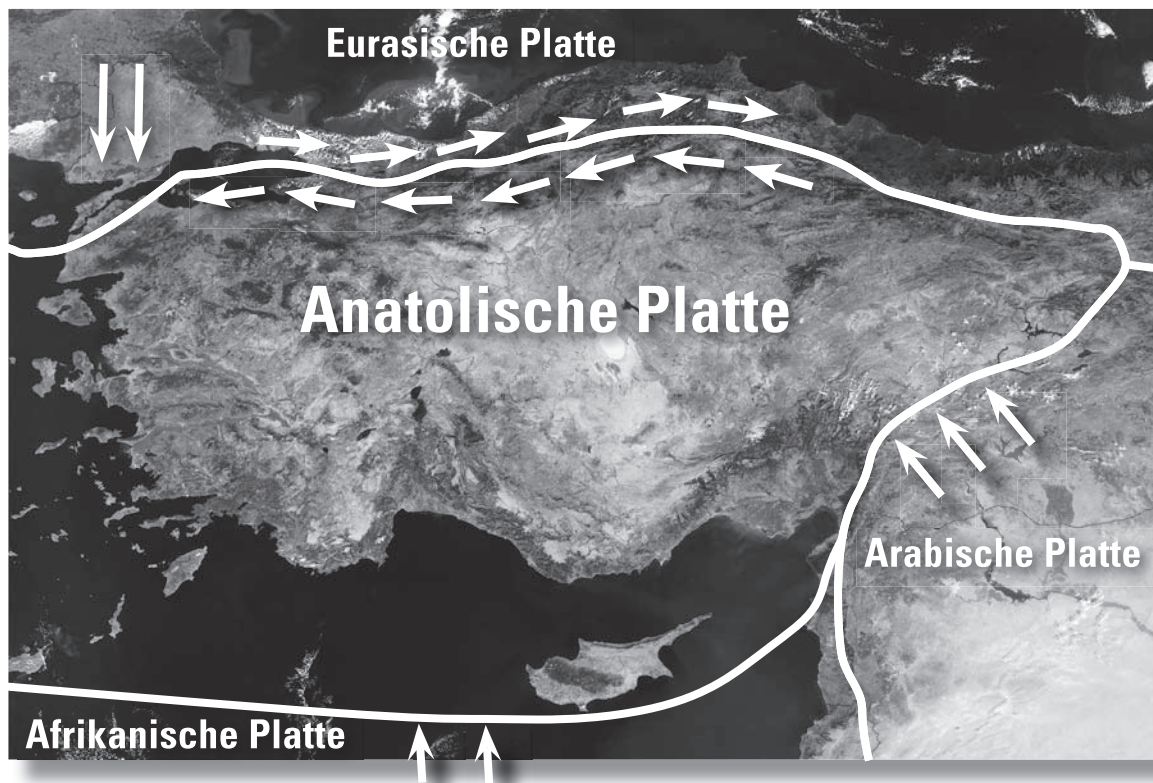 Eurasische Platte
Anatolische Platte
Arabische Platte
Afrikanische Platte